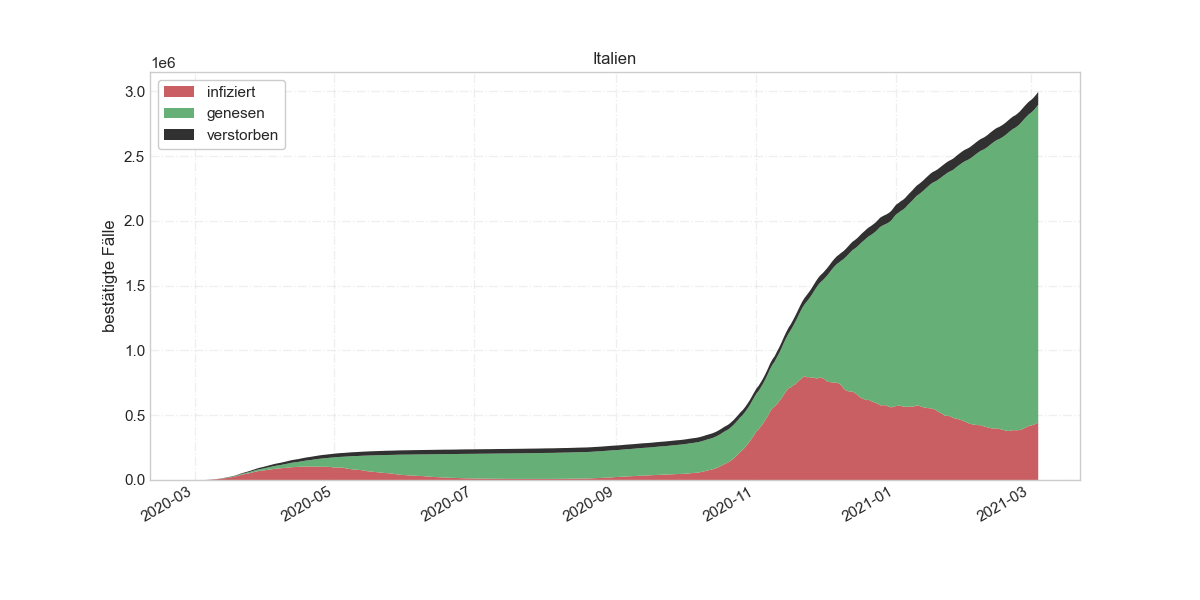 Italien
1e6
infiziert
genesen
verstorben
bestätigte Fälle
3.0
2.5
2.0
1.5
1.0
0.5
0.0
2020-03
2020-05
2020-07
2020-09
2020-11
2021-01
2021-03